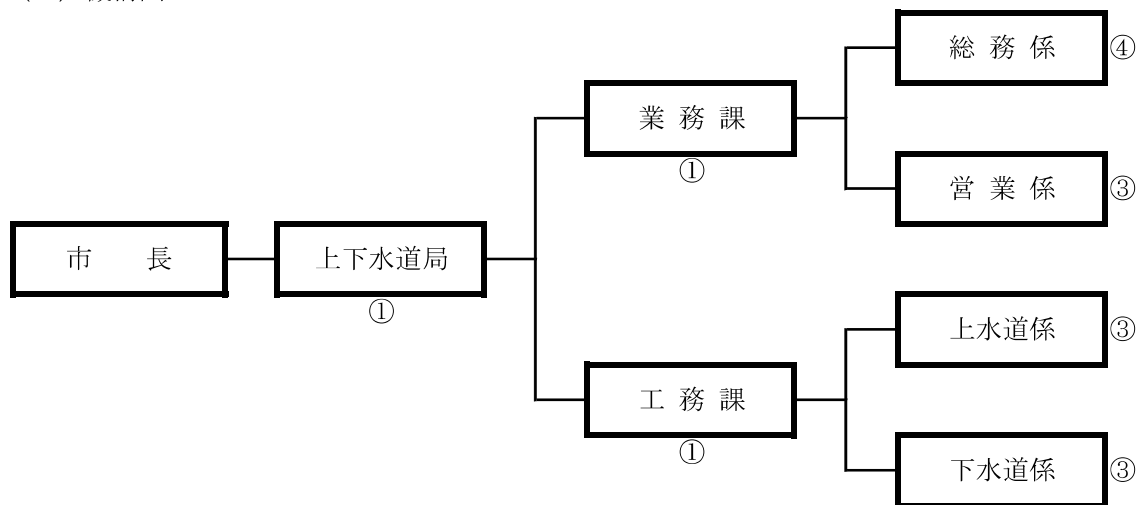 総務係 ④
業務課
①
営業係 ③
市長
上下水道局
①
上水道係 ③
工務課
①
下水道係 ③